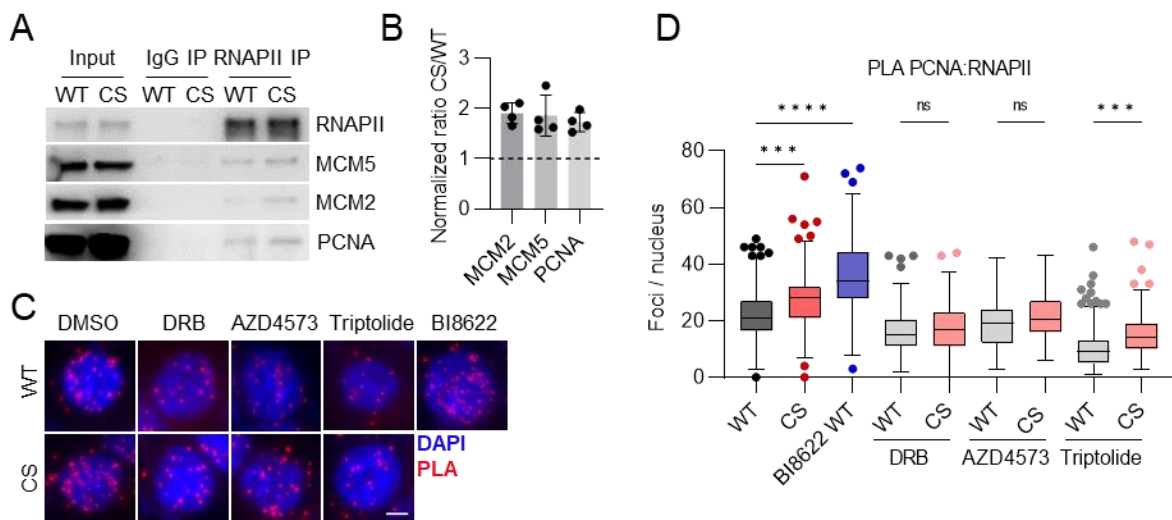 A
Input IgG IP RNAPII IP
WT CS WT CS WT CS
RNAPII
MCM5
MCM2
PCNA
B
Normalized ratio CS/WT
3
2
1
0
MCM2
MCM5
PCNA
C
DMSO DRB AZD4573 Triptolide BI8622
WT
CS
DAPI
PLA
D
PLA PCNA:RNAPII
**** ns ns ***
***
Foci / nucleus
80
60
40
20
0
WT CS BI8622 WT WT CS WT CS WT CS
DRB AZD4573 Triptolide